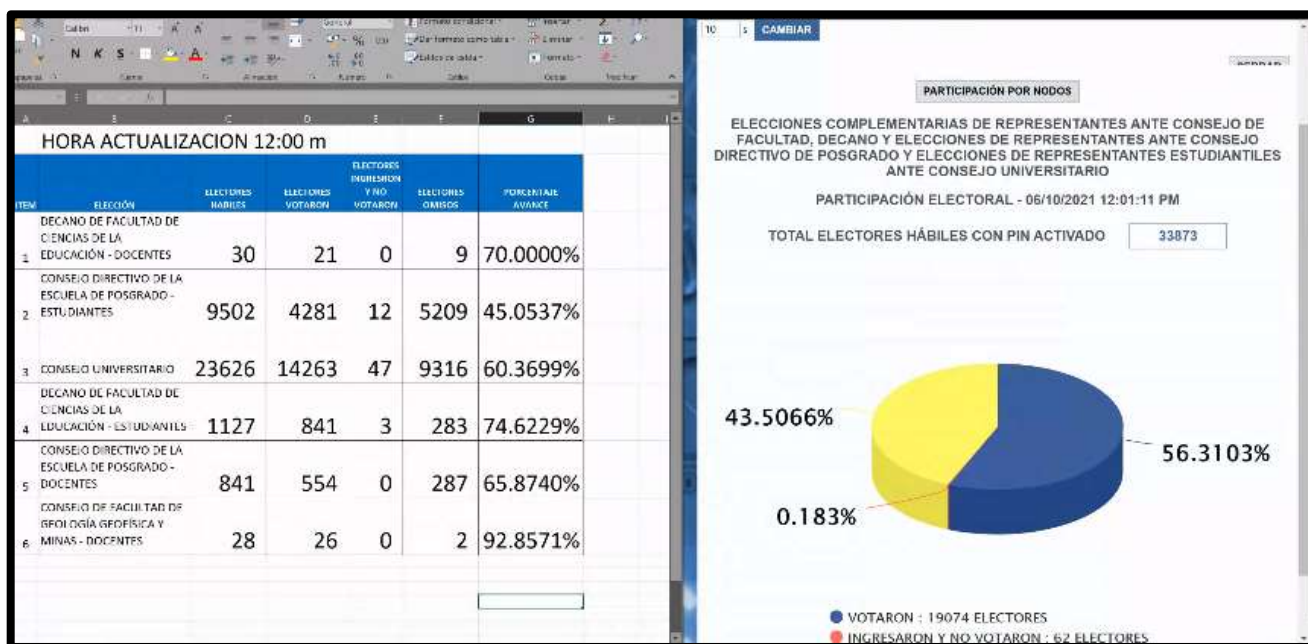 Calibri
11
General
N K S
HORA ACTUALIZACION 12:00 m
ITEM
ELECCIÓN
ELECTORES HABILES
ELECTORES VOTARON
ELECTORES INGRESRON Y NO VOTARON
ELECTORES OMISOS
PORCENTAJE AVANCE
DECANO DE FACULTAD DE
CIENCIAS DE LA
1 EDUCACIÓN - DOCENTES 30 21 0 9 70.0000%
CONSEJO DIRECTIVO DE LA
ESCUELA DE POSGRADO -
2 ESTUDIANTES 9502 4281 12 5209 45.0537%
3 CONSEJO UNIVERSITARIO 23626 14263 47 9316 60.3699%
DECANO DE FACULTAD DE
CIENCIAS DE LA
4 EDUCACIÓN - ESTUDIANTES 1127 841 3 283 74.6229%
CONSEJO DIRECTIVO DE LA
ESCUELA DE POSGRADO -
5 DOCENTES 841 554 0 287 65.8740%
CONSEJO DE FACULTAD DE
GEOLOGÍA GEOFÍSICA Y
6 MINAS - DOCENTES 28 26 0 2 92.8571%
10 s CAMBIAR
PARTICIPACIÓN POR NODOS
ELECCIONES COMPLEMENTARIAS DE REPRESENTANTES ANTE CONSEJO DE
FACULTAD, DECANO Y ELECCIONES DE REPRESENTANTES ANTE CONSEJO
DIRECTIVO DE POSGRADO Y ELECCIONES DE REPRESENTANTES ESTUDIANTILES
ANTE CONSEJO UNIVERSITARIO
PARTICIPACIÓN ELECTORAL - 06/10/2021 12:01:11 PM
TOTAL ELECTORES HÁBILES CON PIN ACTIVADO 33873
43.5066%
56.3103%
0.183%
VOTARON : 19074 ELECTORES
INGRESARON Y NO VOTARON : 62 ELECTORES